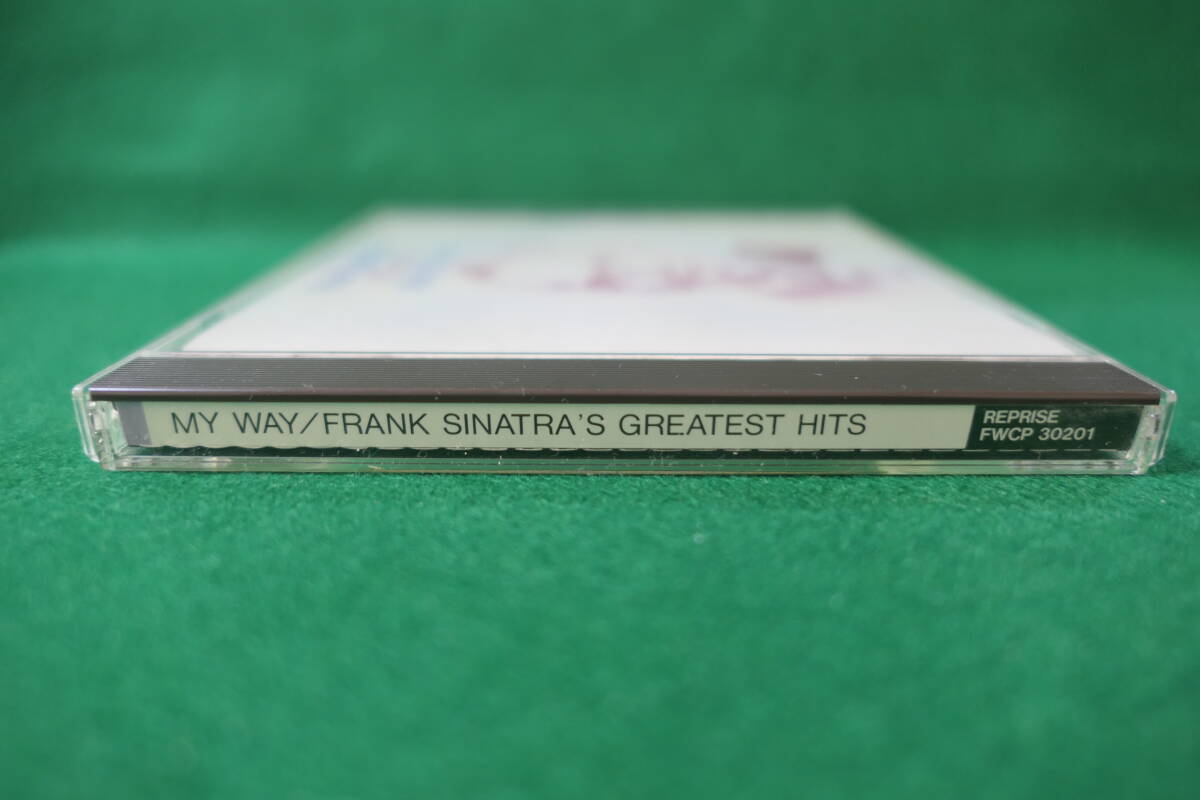 MY WAY/FRANK SINATRA'S GREATEST HITS
REPRISE
FWCP 30201